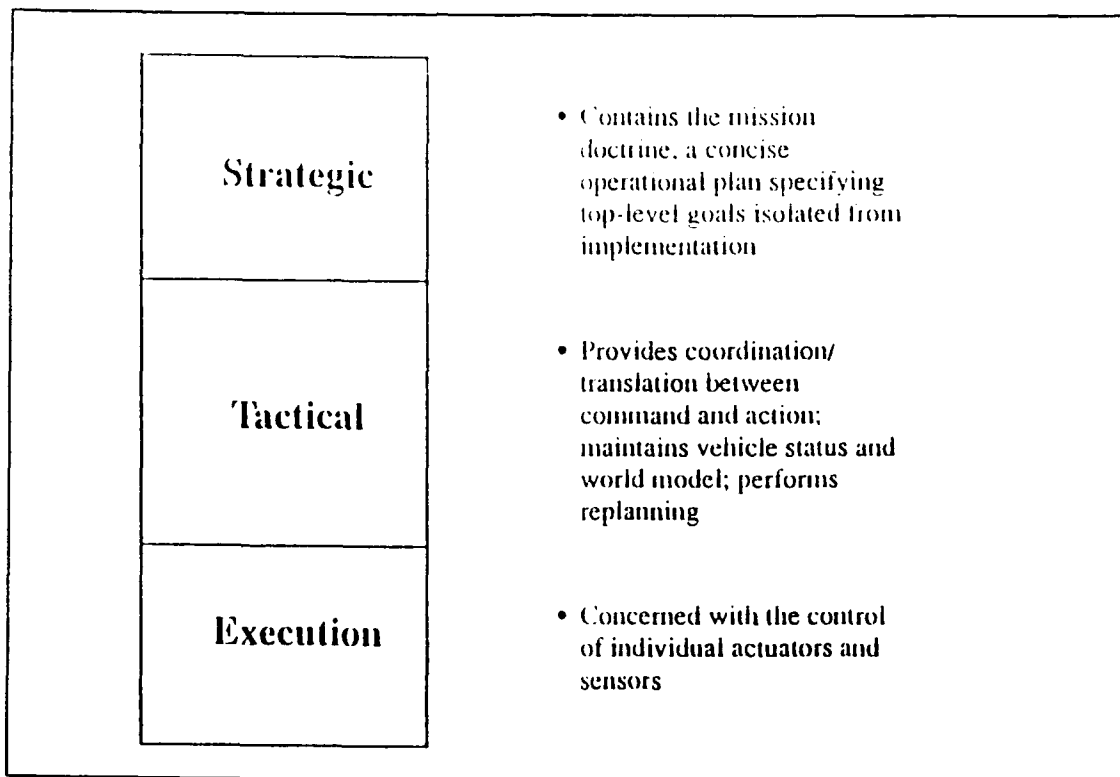 Strategic
• Contains the mission
doctrine, a concise
operational plan specifying
top-level goals isolated from
implementation
Tactical
• Provides coordination/
translation between
command and action;
maintains vehicle status and
world model; performs
replanning
Execution
• Concerned with the control
of individual actuators and
sensors